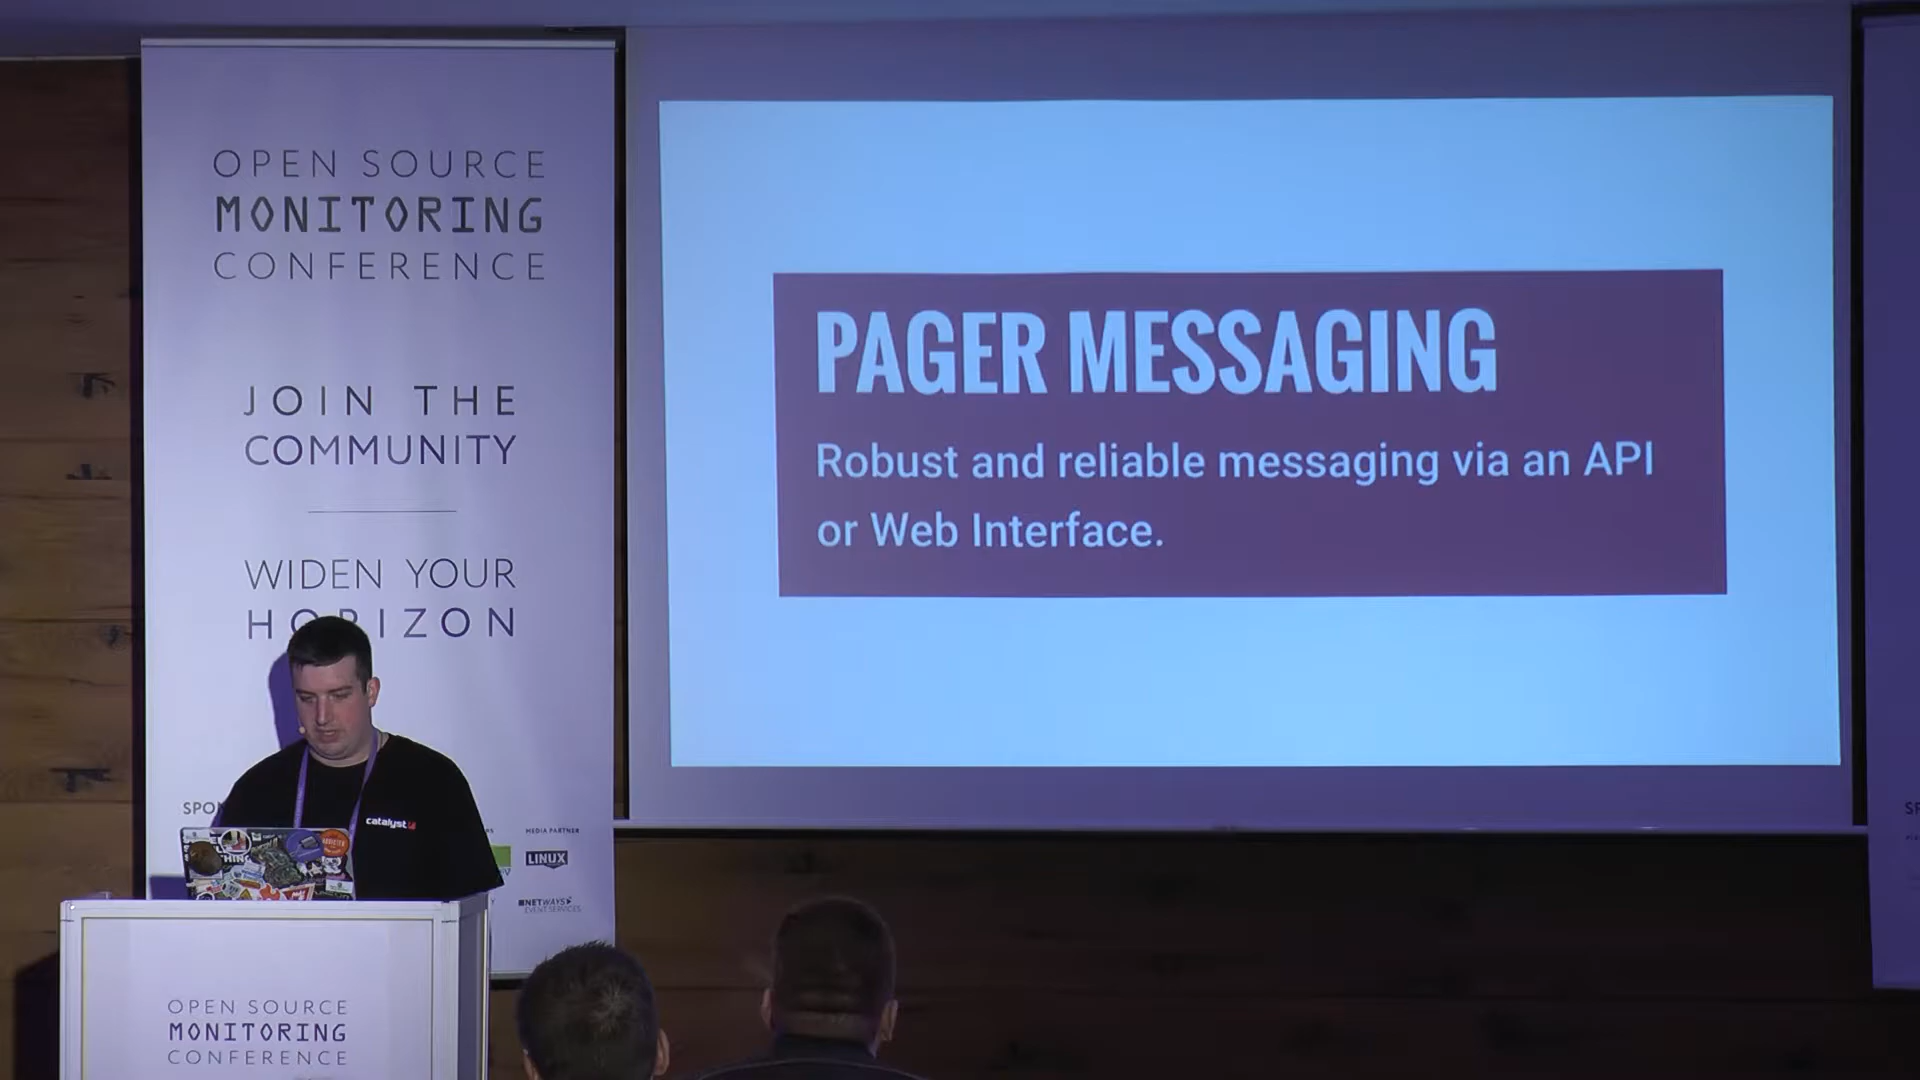 OPEN SOURCE
MONITORING
CONFERENCE
JOIN THE
COMMUNITY
WIDEN YOUR
HORIZON
MEDIA PARTNER
LINUX
NETWAYS
EVENT SERVICES
catalyst
OPEN SOURCE
MONITORING
CONFERENCE
PAGER MESSAGING
Robust and reliable messaging via an API
or Web Interface.